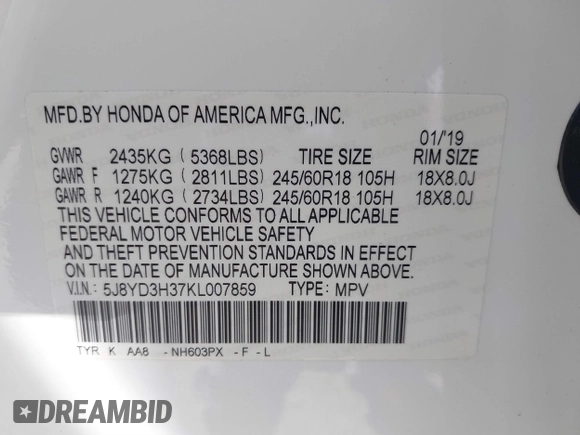 MFD.BY HONDA OF AMERICA MFG.,INC.
01/'19
GVWR 2435KG ( 5368LBS) TIRE SIZE RIM SIZE
GAWR F 1275KG ( 2811LBS) 245/60R18 105H 18X8.0J
GAWR R 1240KG ( 2734LBS) 245/60R18 105H 18X8.0J
THIS VEHICLE CONFORMS TO ALL APPLICABLE
FEDERAL MOTOR VEHICLE SAFETY
AND THEFT PREVENTION STANDARDS IN EFFECT
ON THE DATE OF MANUFACTURE SHOWN ABOVE.
V.I.N.: 5J8YD3H37KL007859 TYPE: MPV
TYR K AA8 - NH603PX - F - L
DREAMBID